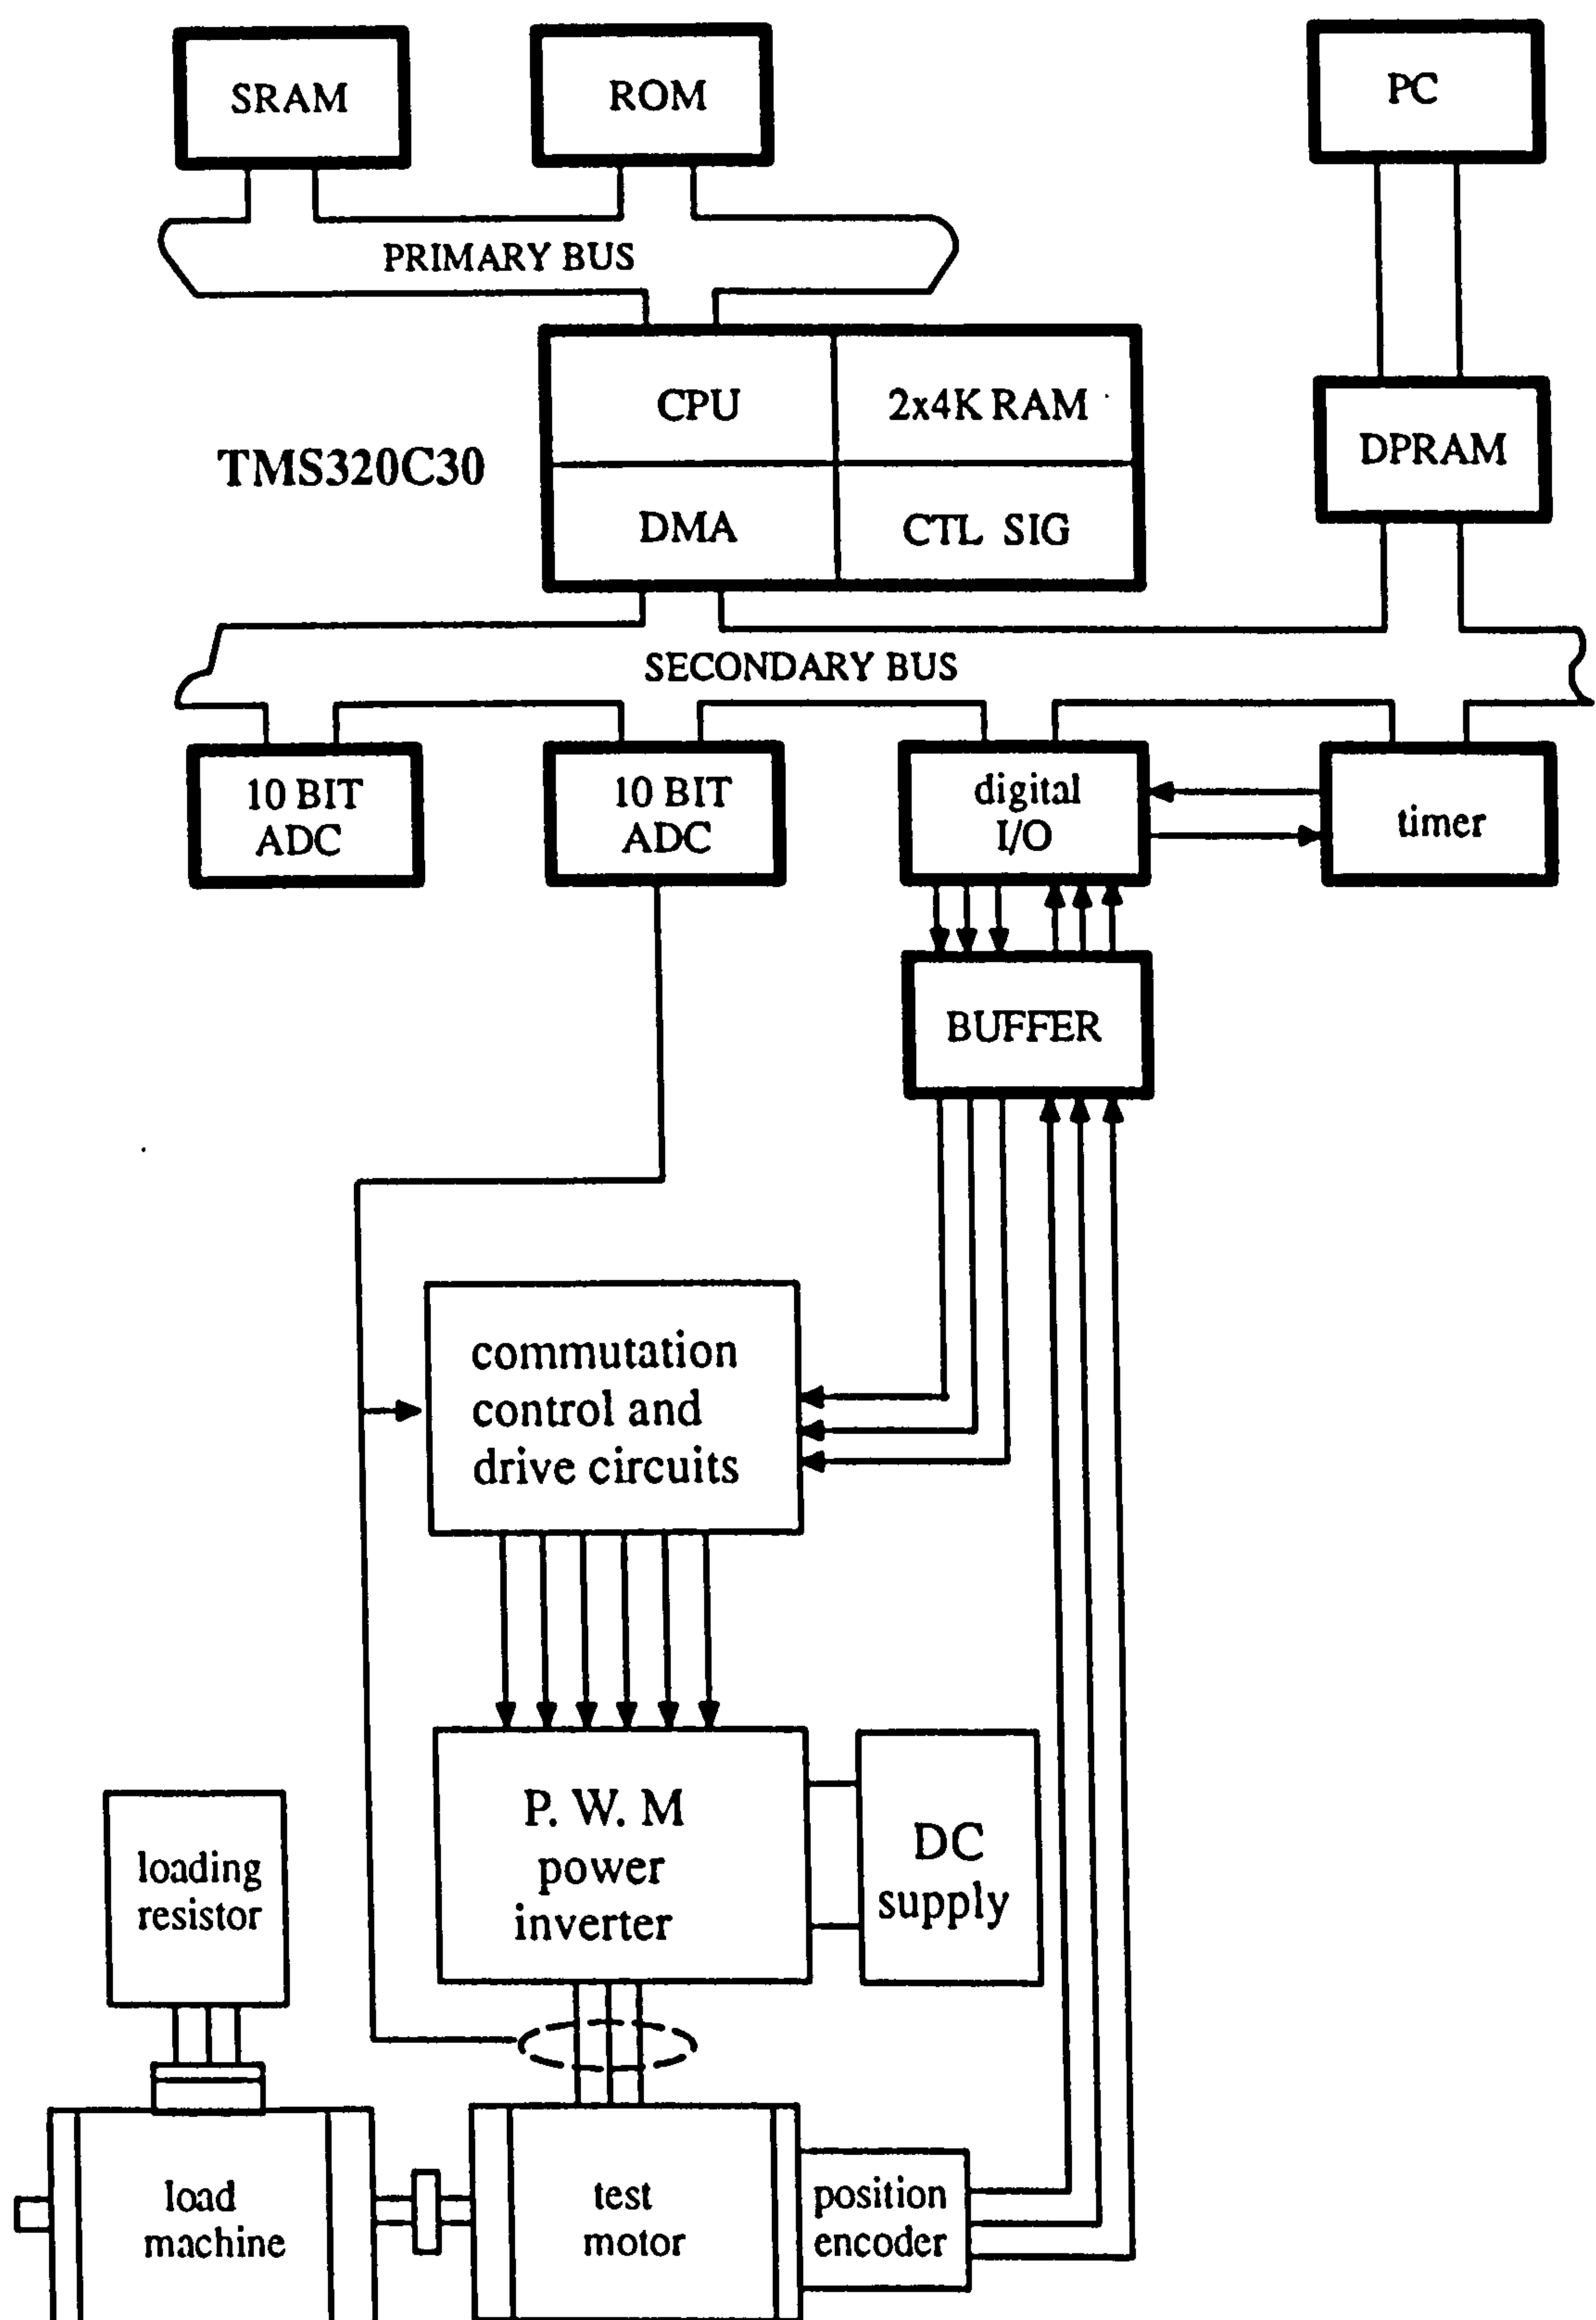 SRAM
ROM
PC
PRIMARY BUS
CPU
2x4K RAM
TMS320C30
DPRAM
DMA
CTL SIG
SECONDARY BUS
10 BIT
ADC
10 BIT
ADC
digital
I/O
timer
BUFFER
commutation
control and
drive circuits
P. W. M
power
inverter
DC
supply
loading
resistor
load
machine
test
motor
position
encoder